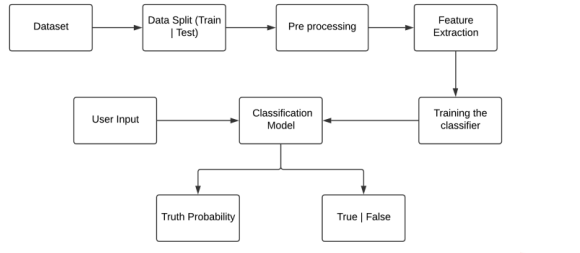 Dataset
Data Split (Train
| Test)
Pre processing
Feature
Extraction
User Input
Classification
Model
Training the
classifier
Truth Probability
True | False